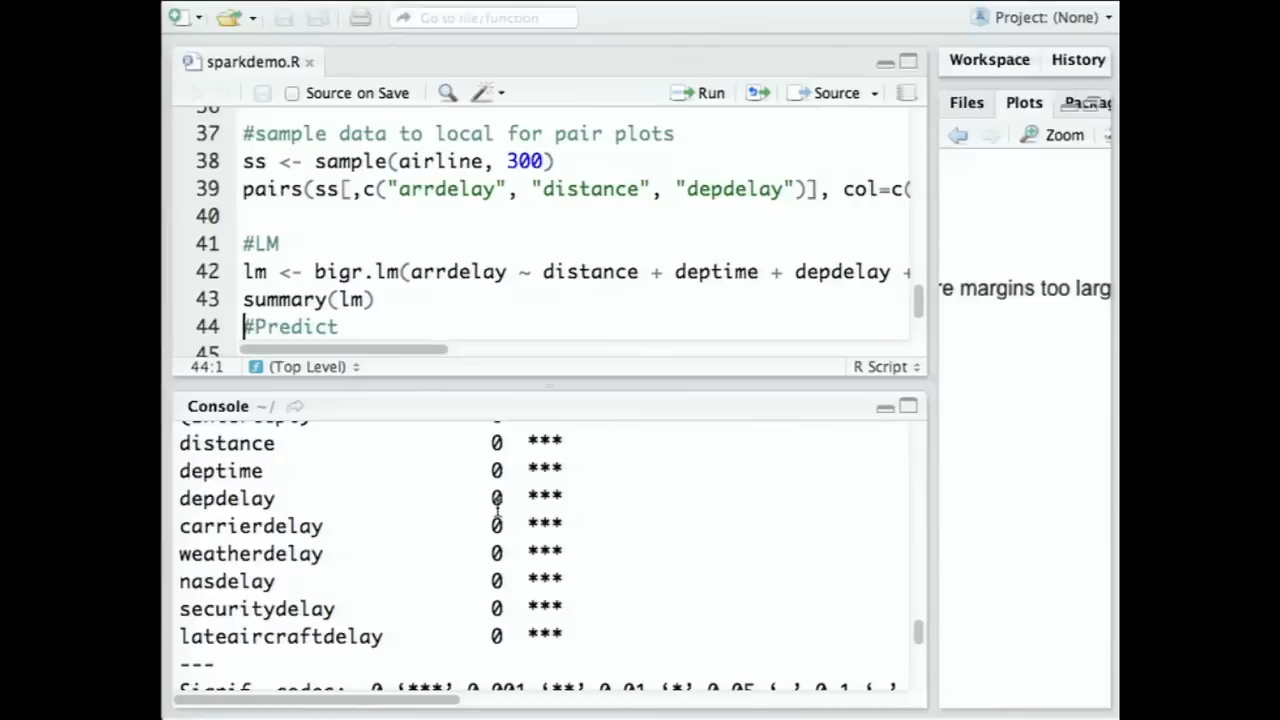 Go to file/function
Project: (None)
sparkdemo.R
Source on Save
Run
Source
36
37 #sample data to local for pair plots
38 ss <- sample(airline, 300)
39 pairs(ss[,c("arrdelay", "distance", "depdelay")], col=c(
40
41 #LM
42 lm <- bigr.lm(arrdelay ~ distance + deptime + depdelay +
43 summary(lm)
44 #Predict
45
44:1 (Top Level) R Script
Console ~/
(Intercept) 0
distance 0 ***
deptime 0 ***
depdelay 0 ***
carrierdelay 0 ***
weatherdelay 0 ***
nasdelay 0 ***
securitydelay 0 ***
lateaircraftdelay 0 ***
---
Signif. codes: 0 ‘***’ 0.001 ‘**’ 0.01 ‘*’ 0.05 ‘.’ 0.1 ‘ ’
Workspace History
Files Plots Packag
Zoom
re margins too larg